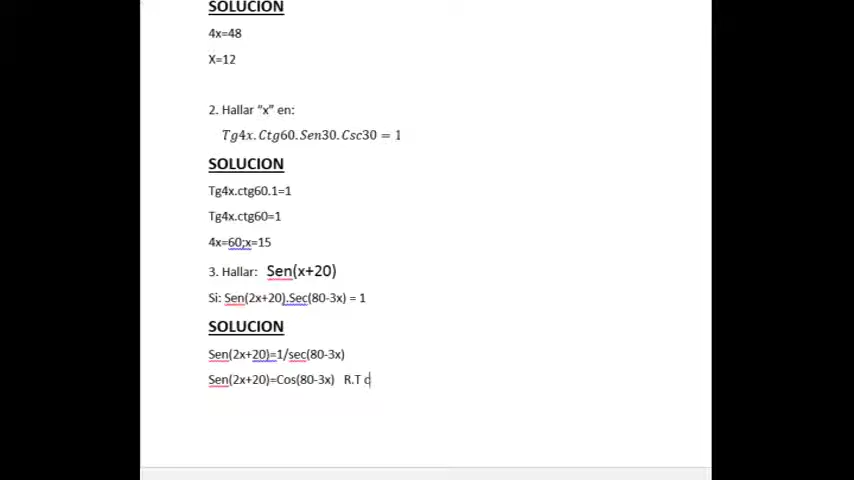 SOLUCION
4x=48
X=12
2. Hallar “x” en:
Tg4x.Ctg60.Sen30.Csc30 = 1
SOLUCION
Tg4x.ctg60.1=1
Tg4x.ctg60=1
4x=60;x=15
3. Hallar: Sen(x+20)
Si: Sen(2x+20).Sec(80-3x) = 1
SOLUCION
Sen(2x+20)=1/sec(80-3x)
Sen(2x+20)=Cos(80-3x) R.T c